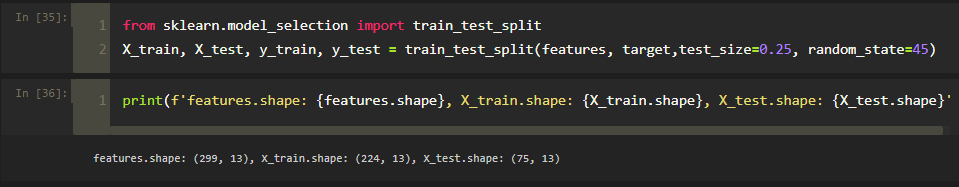 In [35]:
1 from sklearn.model_selection import train_test_split
2 X_train, X_test, y_train, y_test = train_test_split(features, target,test_size=0.25, random_state=45)
In [36]:
1 print(f'features.shape: {features.shape}, X_train.shape: {X_train.shape}, X_test.shape: {X_test.shape}'
features.shape: (299, 13), X_train.shape: (224, 13), X_test.shape: (75, 13)